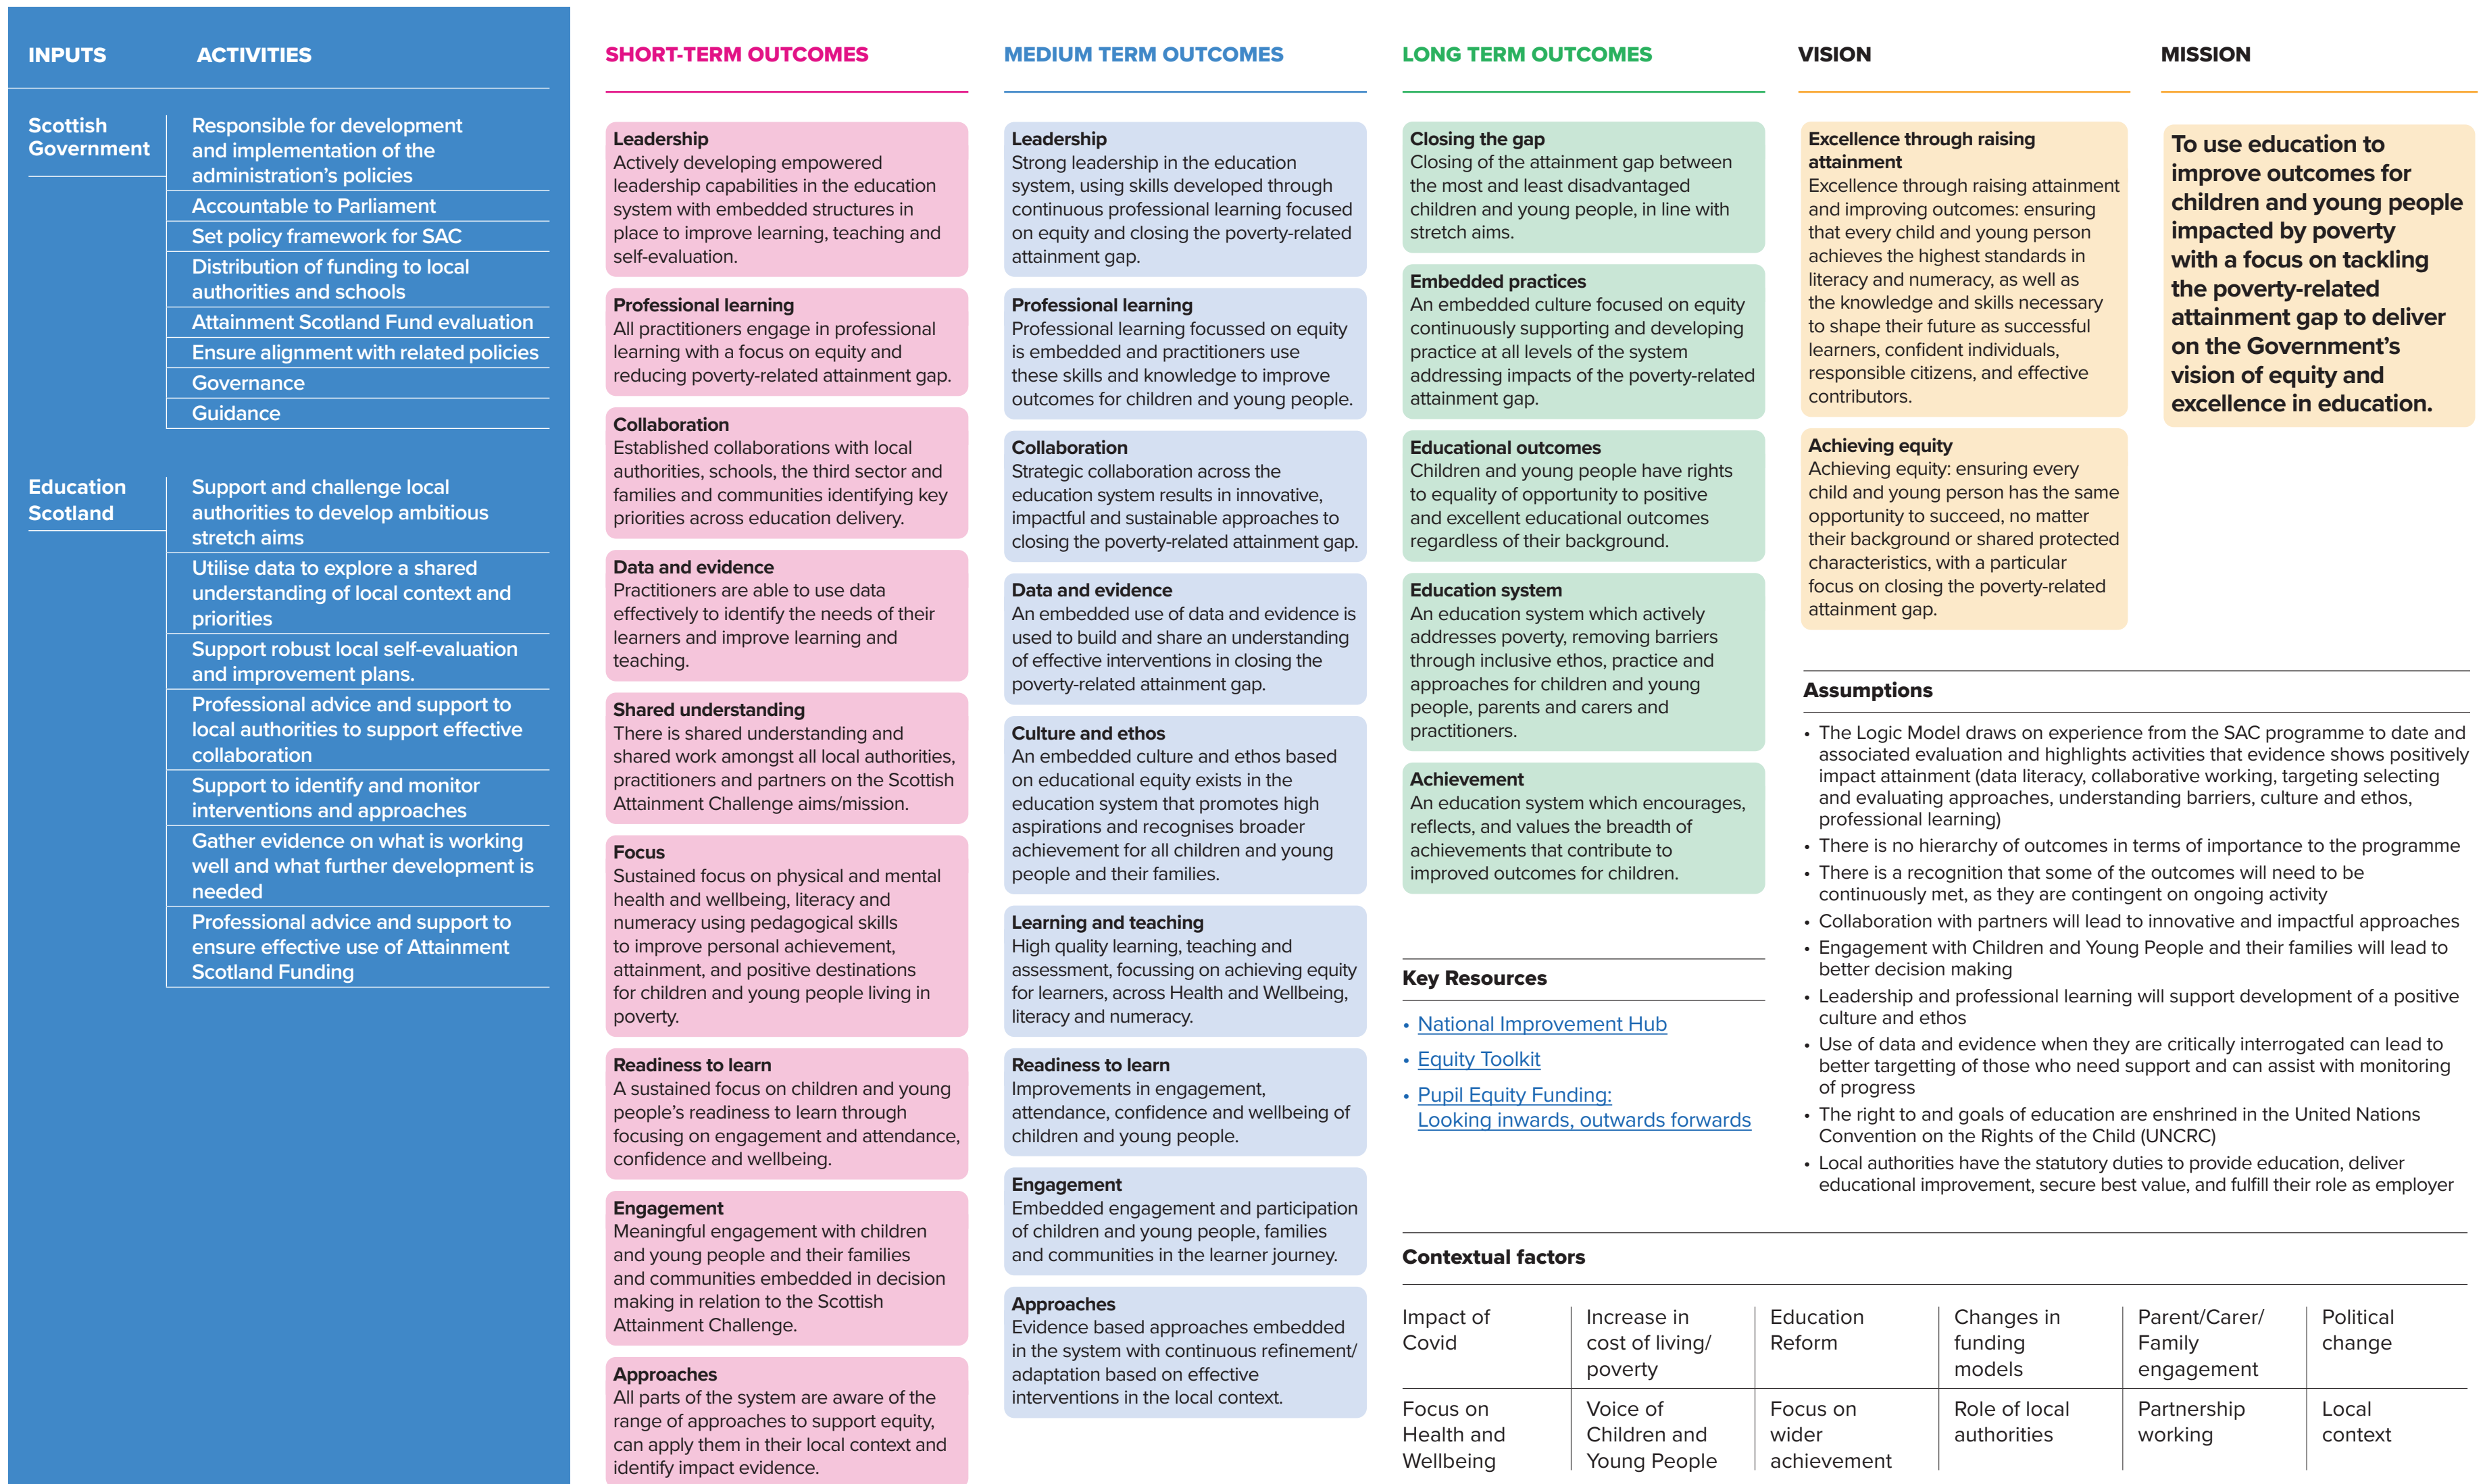 INPUTS
ACTIVITIES
Scottish
Government
Responsible for development
and implementation of the
administration’s policies
Accountable to Parliament
Set policy framework for SAC
Distribution of funding to local
authorities and schools
Attainment Scotland Fund evaluation
Ensure alignment with related policies
Governance
Guidance
Education
Scotland
Support and challenge local
authorities to develop ambitious
stretch aims
Utilise data to explore a shared
understanding of local context and
priorities
Support robust local self-evaluation
and improvement plans.
Professional advice and support to
local authorities to support effective
collaboration
Support to identify and monitor
interventions and approaches
Gather evidence on what is working
well and what further development is
needed
Professional advice and support to
ensure effective use of Attainment
Scotland Funding
SHORT-TERM OUTCOMES
Leadership
Actively developing empowered
leadership capabilities in the education
system with embedded structures in
place to improve learning, teaching and
self-evaluation.
Professional learning
All practitioners engage in professional
learning with a focus on equity and
reducing poverty-related attainment gap.
Collaboration
Established collaborations with local
authorities, schools, the third sector and
families and communities identifying key
priorities across education delivery.
Data and evidence
Practitioners are able to use data
effectively to identify the needs of their
learners and improve learning and
teaching.
Shared understanding
There is shared understanding and
shared work amongst all local authorities,
practitioners and partners on the Scottish
Attainment Challenge aims/mission.
Focus
Sustained focus on physical and mental
health and wellbeing, literacy and
numeracy using pedagogical skills
to improve personal achievement,
attainment, and positive destinations
for children and young people living in
poverty.
Readiness to learn
A sustained focus on children and young
people’s readiness to learn through
focusing on engagement and attendance,
confidence and wellbeing.
Engagement
Meaningful engagement with children
and young people and their families
and communities embedded in decision
making in relation to the Scottish
Attainment Challenge.
Approaches
All parts of the system are aware of the
range of approaches to support equity,
can apply them in their local context and
identify impact evidence.
MEDIUM TERM OUTCOMES
Leadership
Strong leadership in the education
system, using skills developed through
continuous professional learning focused
on equity and closing the poverty-related
attainment gap.
Professional learning
Professional learning focussed on equity
is embedded and practitioners use
these skills and knowledge to improve
outcomes for children and young people.
Collaboration
Strategic collaboration across the
education system results in innovative,
impactful and sustainable approaches to
closing the poverty-related attainment gap.
Data and evidence
An embedded use of data and evidence is
used to build and share an understanding
of effective interventions in closing the
poverty-related attainment gap.
Culture and ethos
An embedded culture and ethos based
on educational equity exists in the
education system that promotes high
aspirations and recognises broader
achievement for all children and young
people and their families.
Learning and teaching
High quality learning, teaching and
assessment, focussing on achieving equity
for learners, across Health and Wellbeing,
literacy and numeracy.
Readiness to learn
Improvements in engagement,
attendance, confidence and wellbeing of
children and young people.
Engagement
Embedded engagement and participation
of children and young people, families
and communities in the learner journey.
Approaches
Evidence based approaches embedded
in the system with continuous refinement/
adaptation based on effective
interventions in the local context.
LONG TERM OUTCOMES
Closing the gap
Closing of the attainment gap between
the most and least disadvantaged
children and young people, in line with
stretch aims.
Embedded practices
An embedded culture focused on equity
continuously supporting and developing
practice at all levels of the system
addressing impacts of the poverty-related
attainment gap.
Educational outcomes
Children and young people have rights
to equality of opportunity to positive
and excellent educational outcomes
regardless of their background.
Education system
An education system which actively
addresses poverty, removing barriers
through inclusive ethos, practice and
approaches for children and young
people, parents and carers and
practitioners.
Achievement
An education system which encourages,
reflects, and values the breadth of
achievements that contribute to
improved outcomes for children.
Key Resources
• National Improvement Hub
• Equity Toolkit
• Pupil Equity Funding:
Looking inwards, outwards forwards
VISION
Excellence through raising
attainment
Excellence through raising attainment
and improving outcomes: ensuring
that every child and young person
achieves the highest standards in
literacy and numeracy, as well as
the knowledge and skills necessary
to shape their future as successful
learners, confident individuals,
responsible citizens, and effective
contributors.
Achieving equity
Achieving equity: ensuring every
child and young person has the same
opportunity to succeed, no matter
their background or shared protected
characteristics, with a particular
focus on closing the poverty-related
attainment gap.
MISSION
To use education to
improve outcomes for
children and young people
impacted by poverty
with a focus on tackling
the poverty-related
attainment gap to deliver
on the Government’s
vision of equity and
excellence in education.
Assumptions
• The Logic Model draws on experience from the SAC programme to date and
associated evaluation and highlights activities that evidence shows positively
impact attainment (data literacy, collaborative working, targeting selecting
and evaluating approaches, understanding barriers, culture and ethos,
professional learning)
• There is no hierarchy of outcomes in terms of importance to the programme
• There is a recognition that some of the outcomes will need to be
continuously met, as they are contingent on ongoing activity
• Collaboration with partners will lead to innovative and impactful approaches
• Engagement with Children and Young People and their families will lead to
better decision making
• Leadership and professional learning will support development of a positive
culture and ethos
• Use of data and evidence when they are critically interrogated can lead to
better targetting of those who need support and can assist with monitoring
of progress
• The right to and goals of education are enshrined in the United Nations
Convention on the Rights of the Child (UNCRC)
• Local authorities have the statutory duties to provide education, deliver
educational improvement, secure best value, and fulfill their role as employer
Contextual factors
Impact of
Covid
Increase in
cost of living/
poverty
Education
Reform
Changes in
funding
models
Parent/Carer/
Family
engagement
Political
change
Focus on
Health and
Wellbeing
Voice of
Children and
Young People
Focus on
wider
achievement
Role of local
authorities
Partnership
working
Local
context